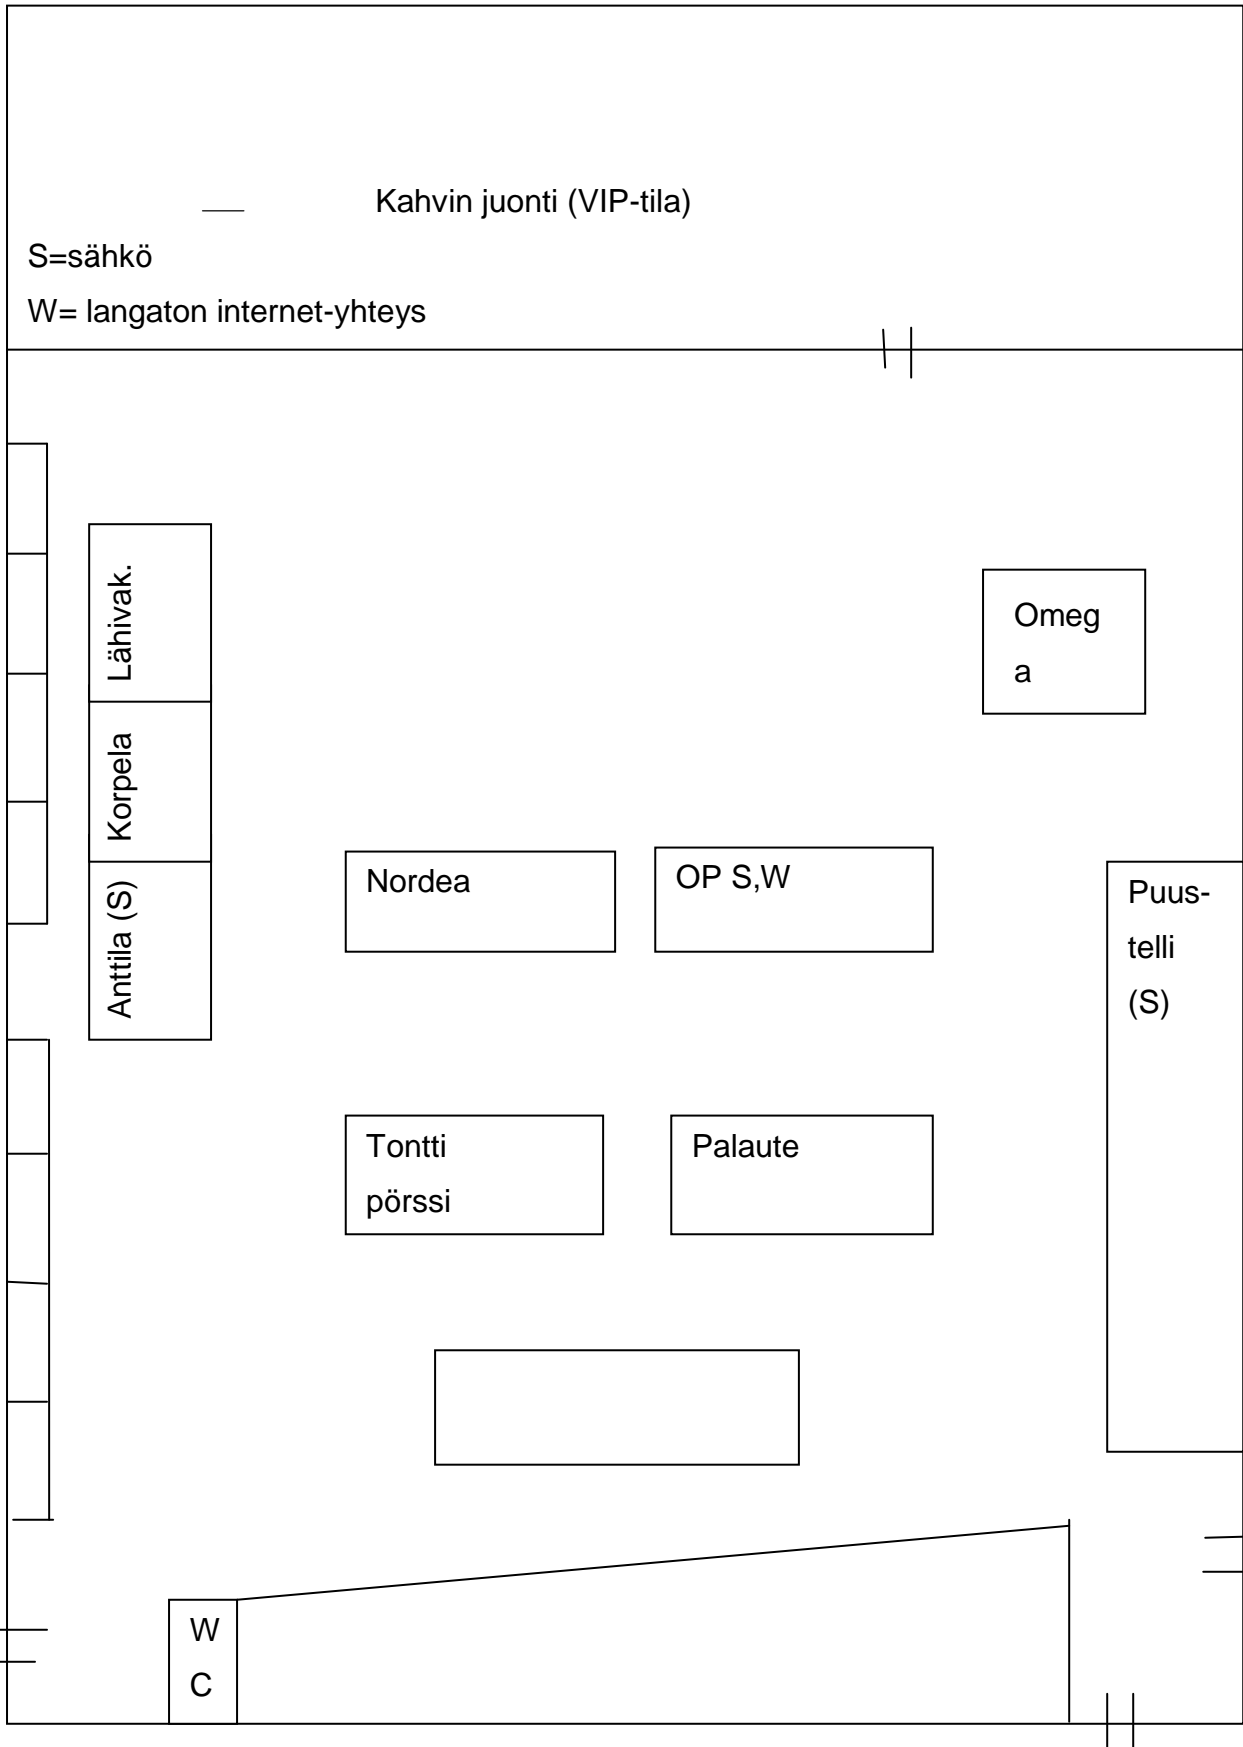 Kahvin juonti (VIP-tila)
S=sähkö
W= langaton internet-yhteys
Lähivak.
Korpela
Anttila (S)
Omeg
a
Nordea
OP S,W
Puus-
telli
(S)
Tontti
pörssi
Palaute
W
C